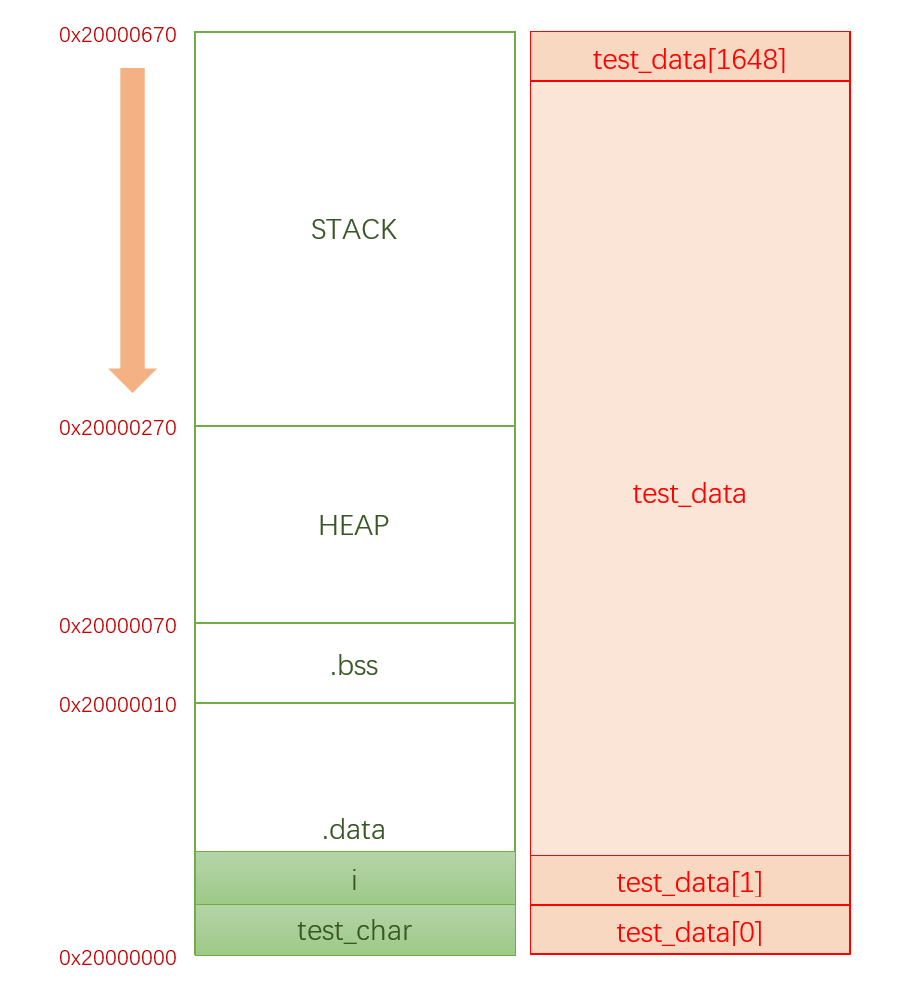 0x20000670
test_data[1648]
STACK
0x20000270
test_data
HEAP
0x20000070
.bss
0x20000010
.data
i
test_data[1]
test_char
test_data[0]
0x20000000